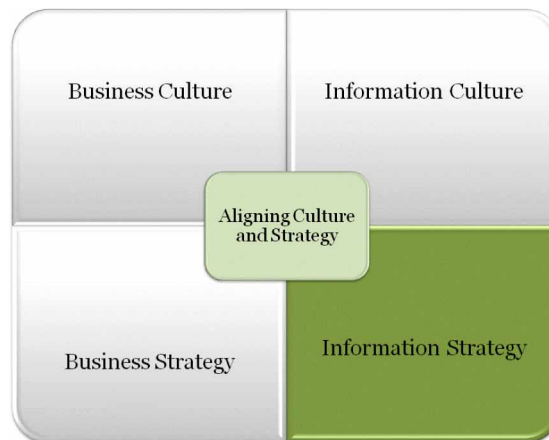 Business Culture
Information Culture
Aligning Culture
and Strategy
Business Strategy
Information Strategy